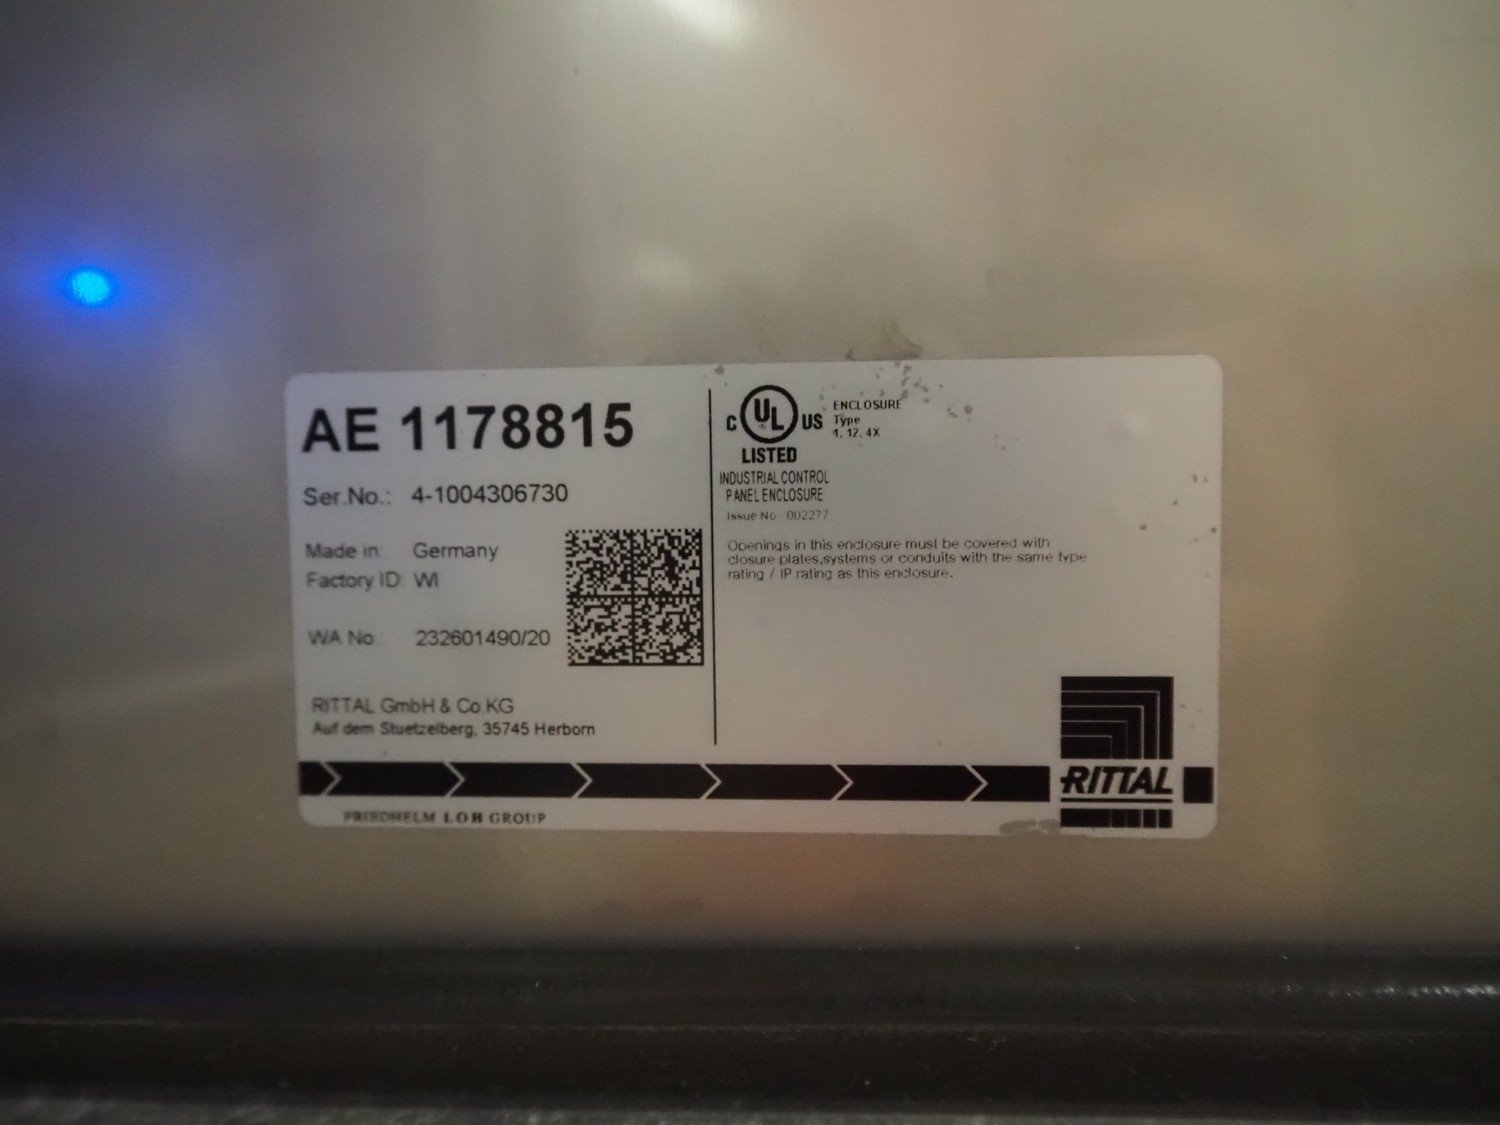 AE 1178815
Ser.No.: 4-1004306730
Made in: Germany
Factory ID: WI
WA No.: 232601490/20
RITTAL GmbH & Co.KG
Auf dem Stuetzelberg, 35745 Herborn
C UL US
LISTED
ENCLOSURE
Type
1, 12, 4X
INDUSTRIAL CONTROL
PANEL ENCLOSURE
Issue No. 002277
Openings in this enclosure must be covered with
closure plates,systems or conduits with the same type
rating / IP rating as this enclosure.
RITTAL
FRIEDHELM LOH GROUP